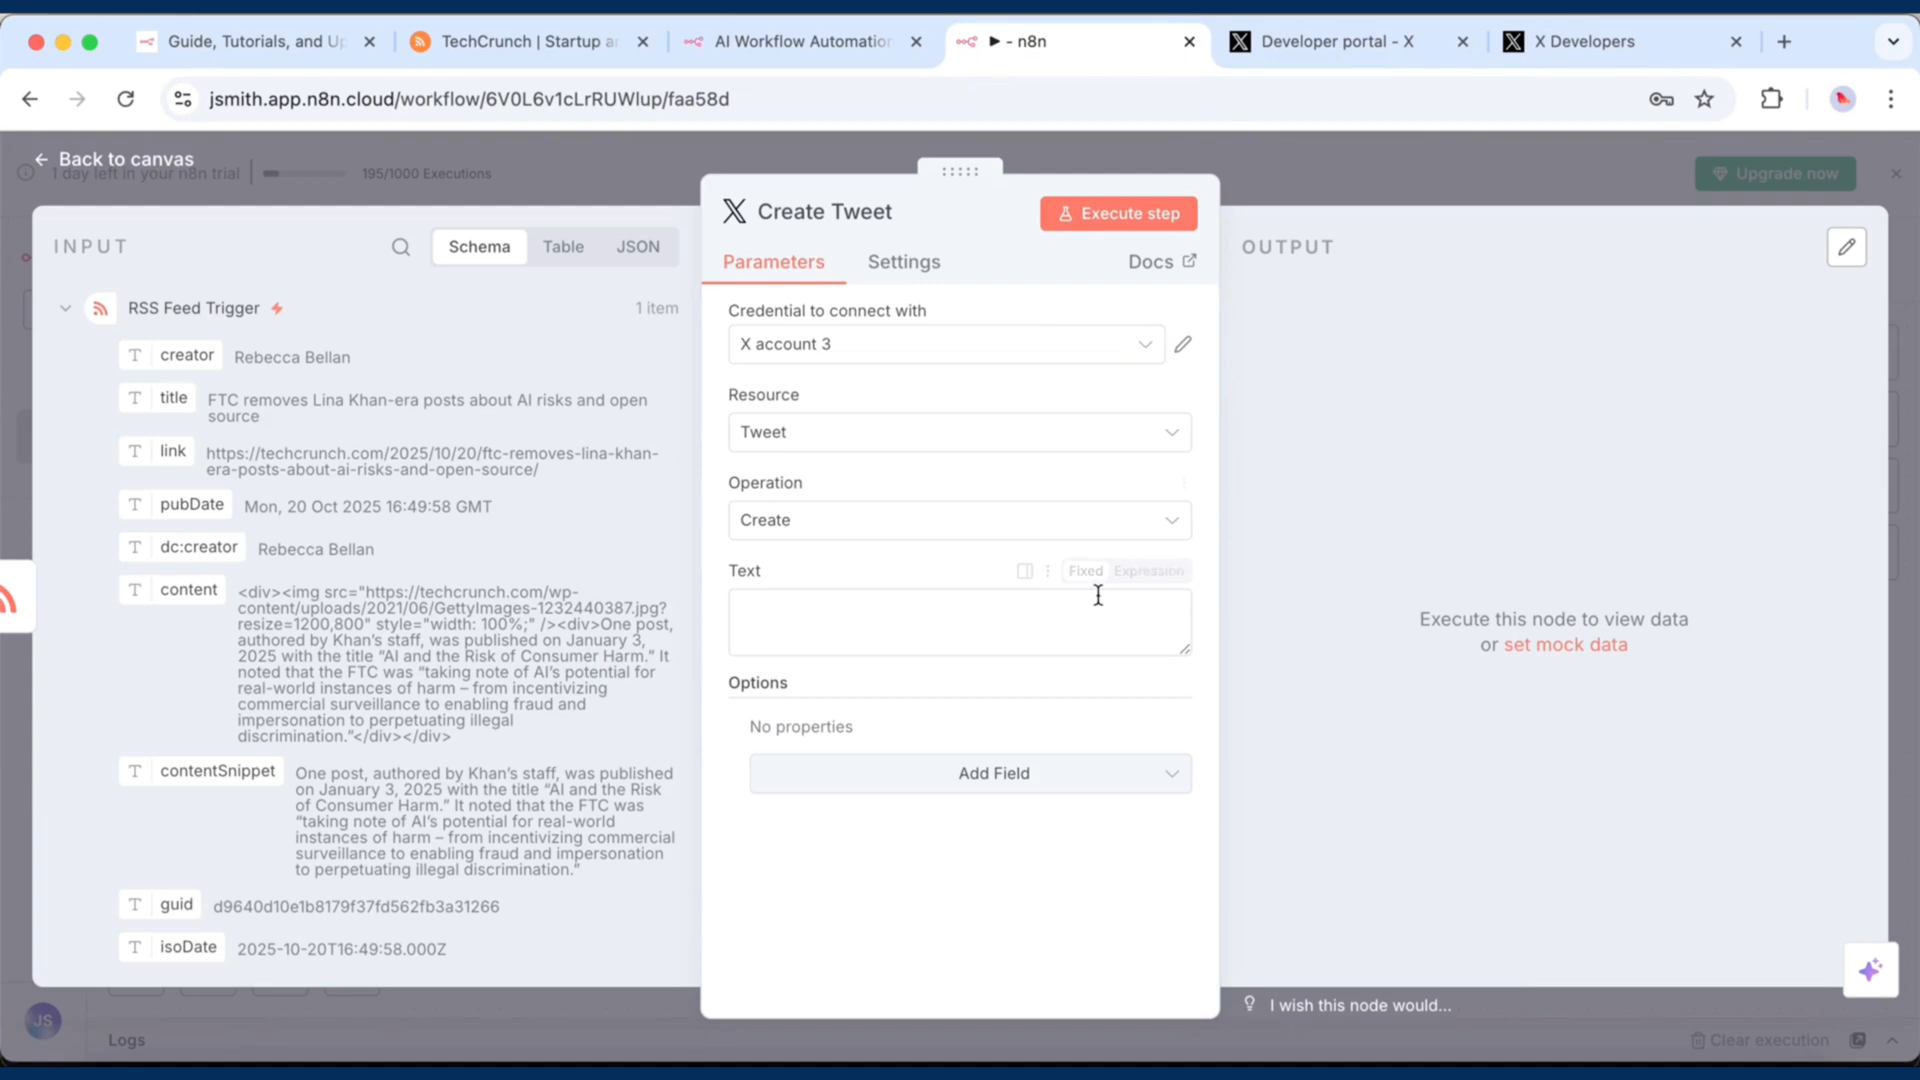 Guide, Tutorials, and Up
TechCrunch | Startup ar
AI Workflow Automation
▶ - n8n
Developer portal - X
X Developers
jsmith.app.n8n.cloud/workflow/6V0L6v1cLrRUWlup/faa58d
Back to canvas
1 day left in your n8n trial
195/1000 Executions
Upgrade now
INPUT
Schema
Table
JSON
RSS Feed Trigger
1 item
T creator Rebecca Bellan
T title FTC removes Lina Khan-era posts about AI risks and open
source
T link https://techcrunch.com/2025/10/20/ftc-removes-lina-khan-
era-posts-about-ai-risks-and-open-source/
T pubDate Mon, 20 Oct 2025 16:49:58 GMT
T dc:creator Rebecca Bellan
T content <div><img src="https://techcrunch.com/wp-
content/uploads/2021/06/GettyImages-1232440387.jpg?
resize=1200,800" style="width: 100%;" /><div>One post,
authored by Khan’s staff, was published on January 3,
2025 with the title “AI and the Risk of Consumer Harm.” It
noted that the FTC was “taking note of AI’s potential for
real-world instances of harm – from incentivizing
commercial surveillance to enabling fraud and
impersonation to perpetuating illegal
discrimination.”</div></div>
T contentSnippet One post, authored by Khan’s staff, was published
on January 3, 2025 with the title “AI and the Risk
of Consumer Harm.” It noted that the FTC was
“taking note of AI’s potential for real-world
instances of harm – from incentivizing commercial
surveillance to enabling fraud and impersonation
to perpetuating illegal discrimination.”
T guid d9640d10e1b8179f37fd562fb3a31266
T isoDate 2025-10-20T16:49:58.000Z
Create Tweet
Execute step
Parameters
Settings
Docs
Credential to connect with
X account 3
Resource
Tweet
Operation
Create
Text
Fixed
Expression
Options
No properties
Add Field
OUTPUT
Execute this node to view data
or set mock data
I wish this node would...
JS
Logs
Clear execution